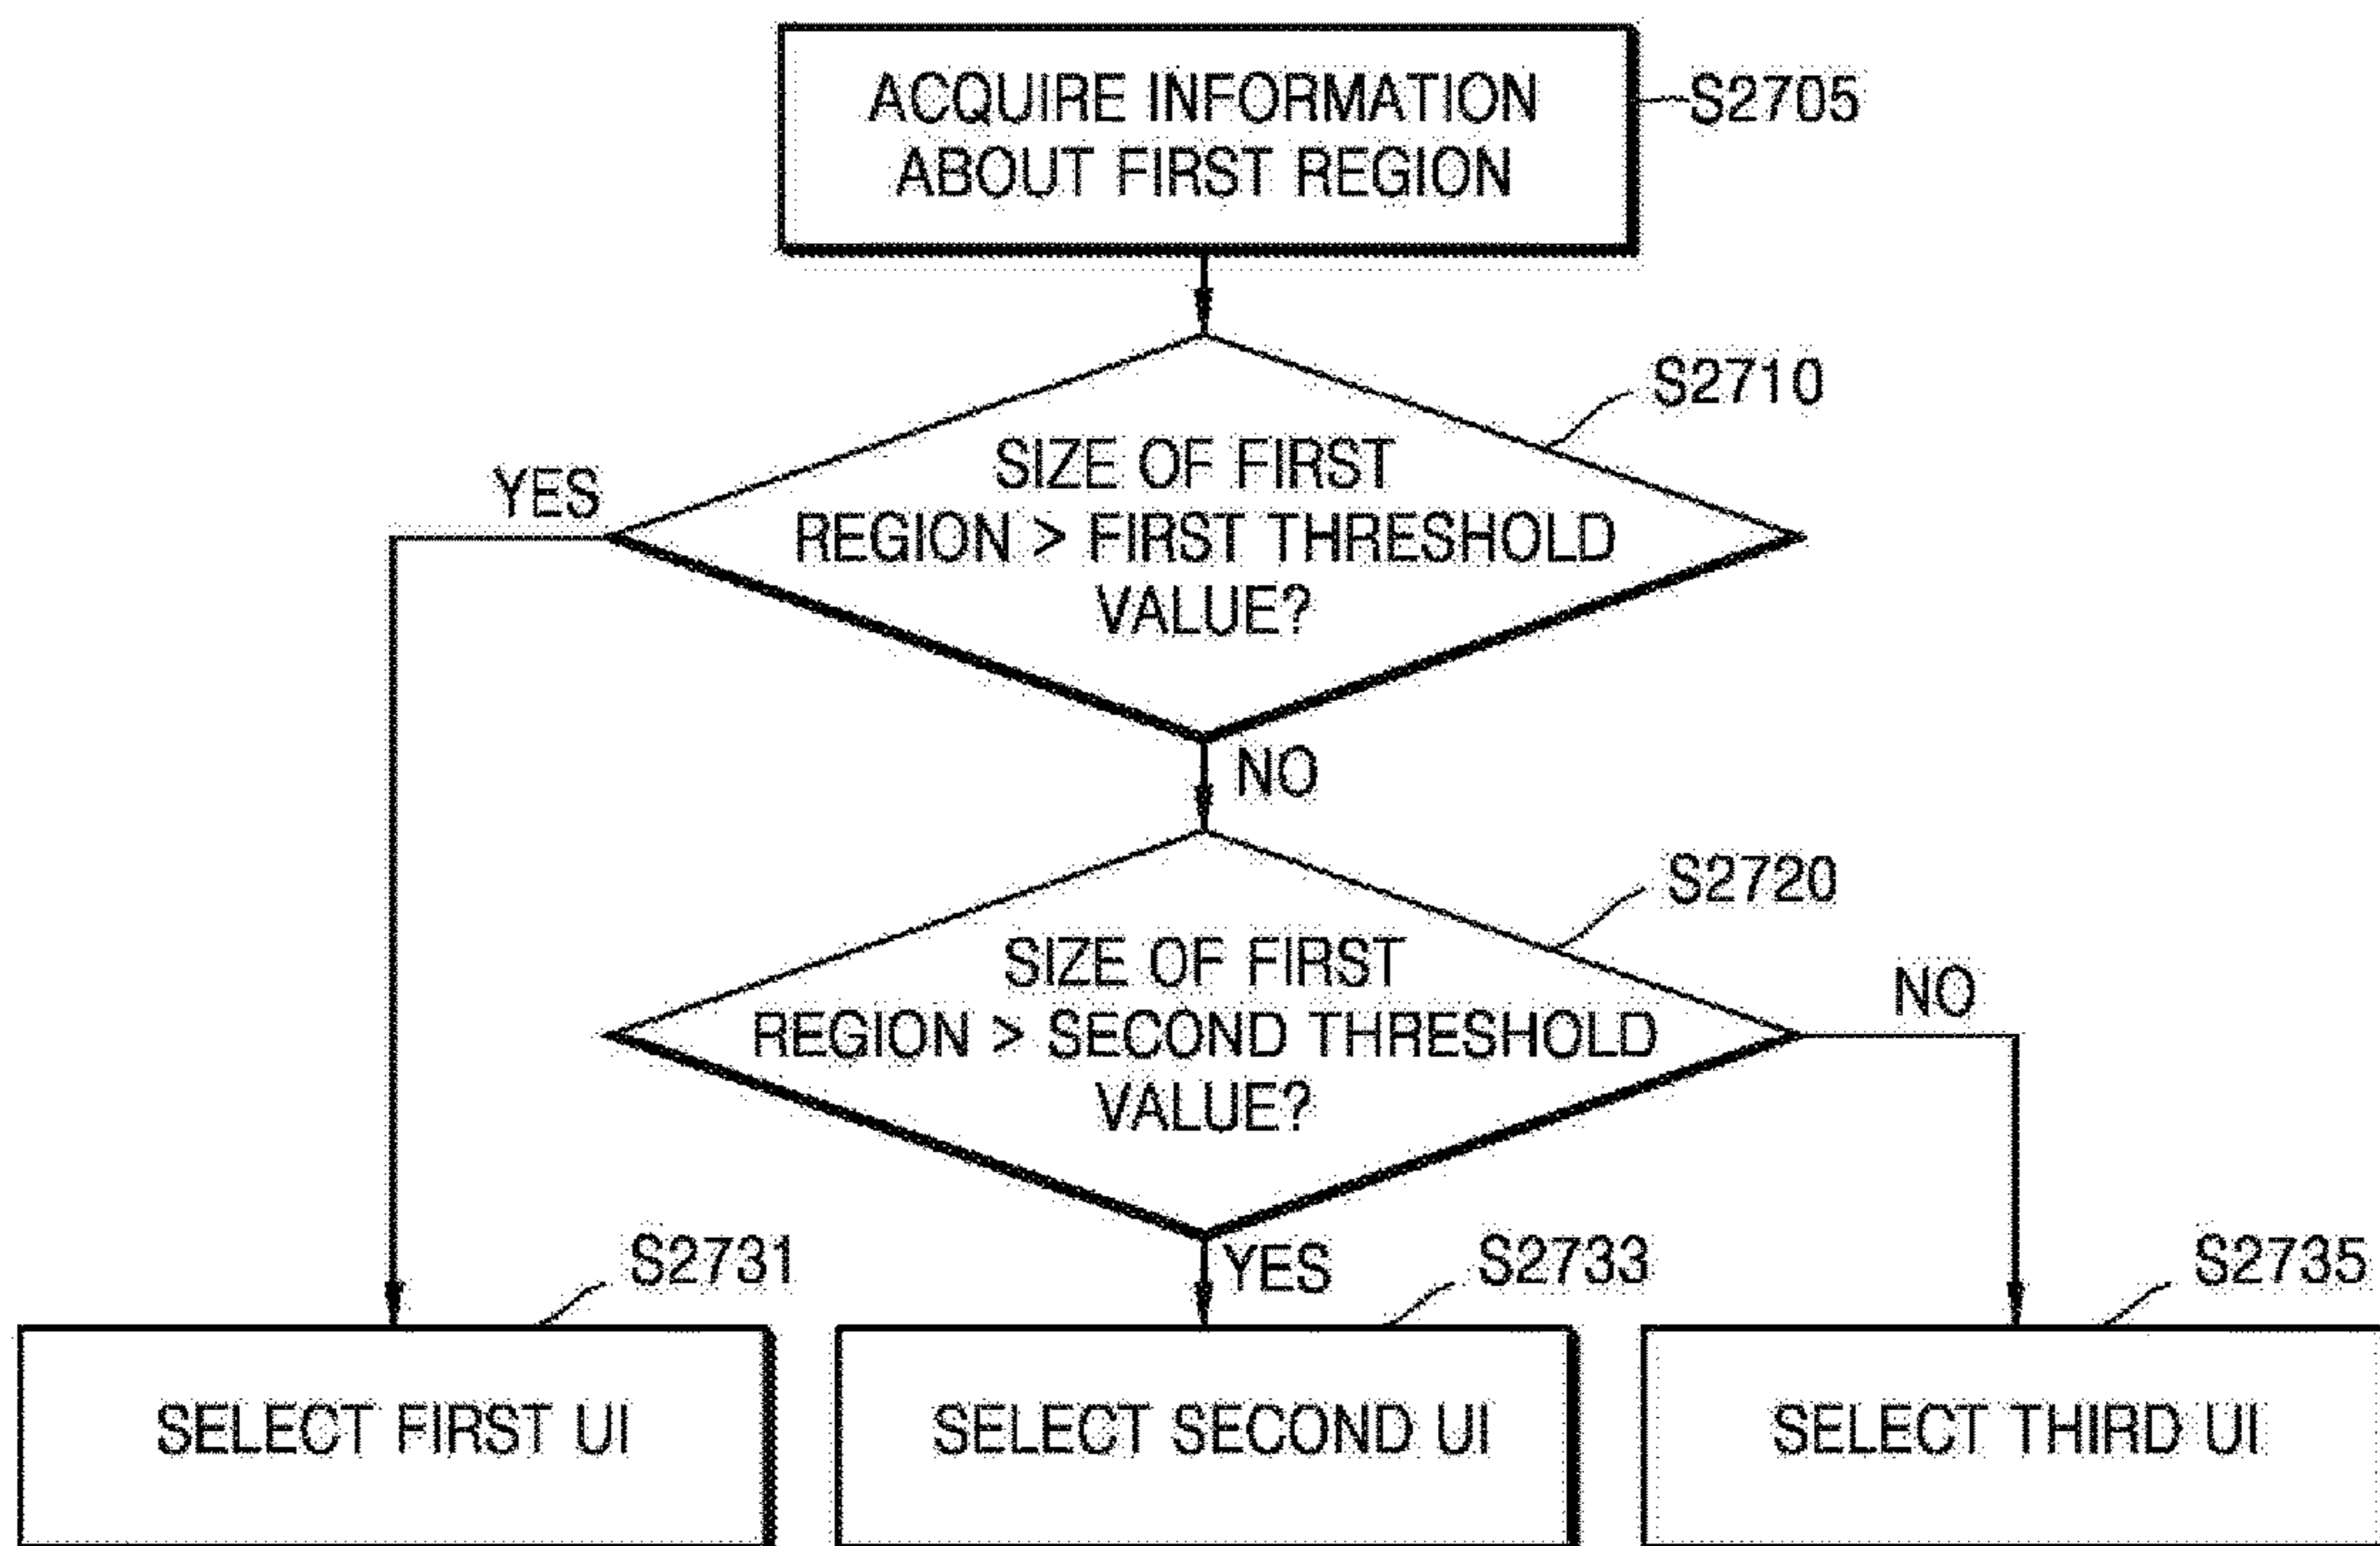 ACQUIRE INFORMATION
ABOUT FIRST REGION
S2705
S2710
SIZE OF FIRST
REGION > FIRST THRESHOLD
VALUE?
YES
NO
S2720
SIZE OF FIRST
REGION > SECOND THRESHOLD
VALUE?
NO
YES
S2731
S2733
S2735
SELECT FIRST UI
SELECT SECOND UI
SELECT THIRD UI